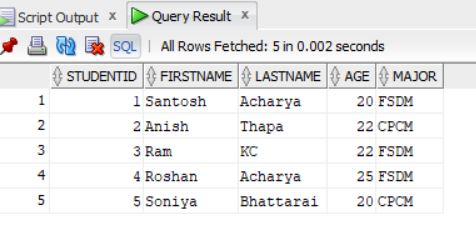 Script Output x Query Result x
SQL | All Rows Fetched: 5 in 0.002 seconds
STUDENTID FIRSTNAME LASTNAME AGE MAJOR
1 1 Santosh Acharya 20 FSDM
2 2 Anish Thapa 22 CPCM
3 3 Ram KC 22 FSDM
4 4 Roshan Acharya 25 FSDM
5 5 Soniya Bhattarai 20 CPCM